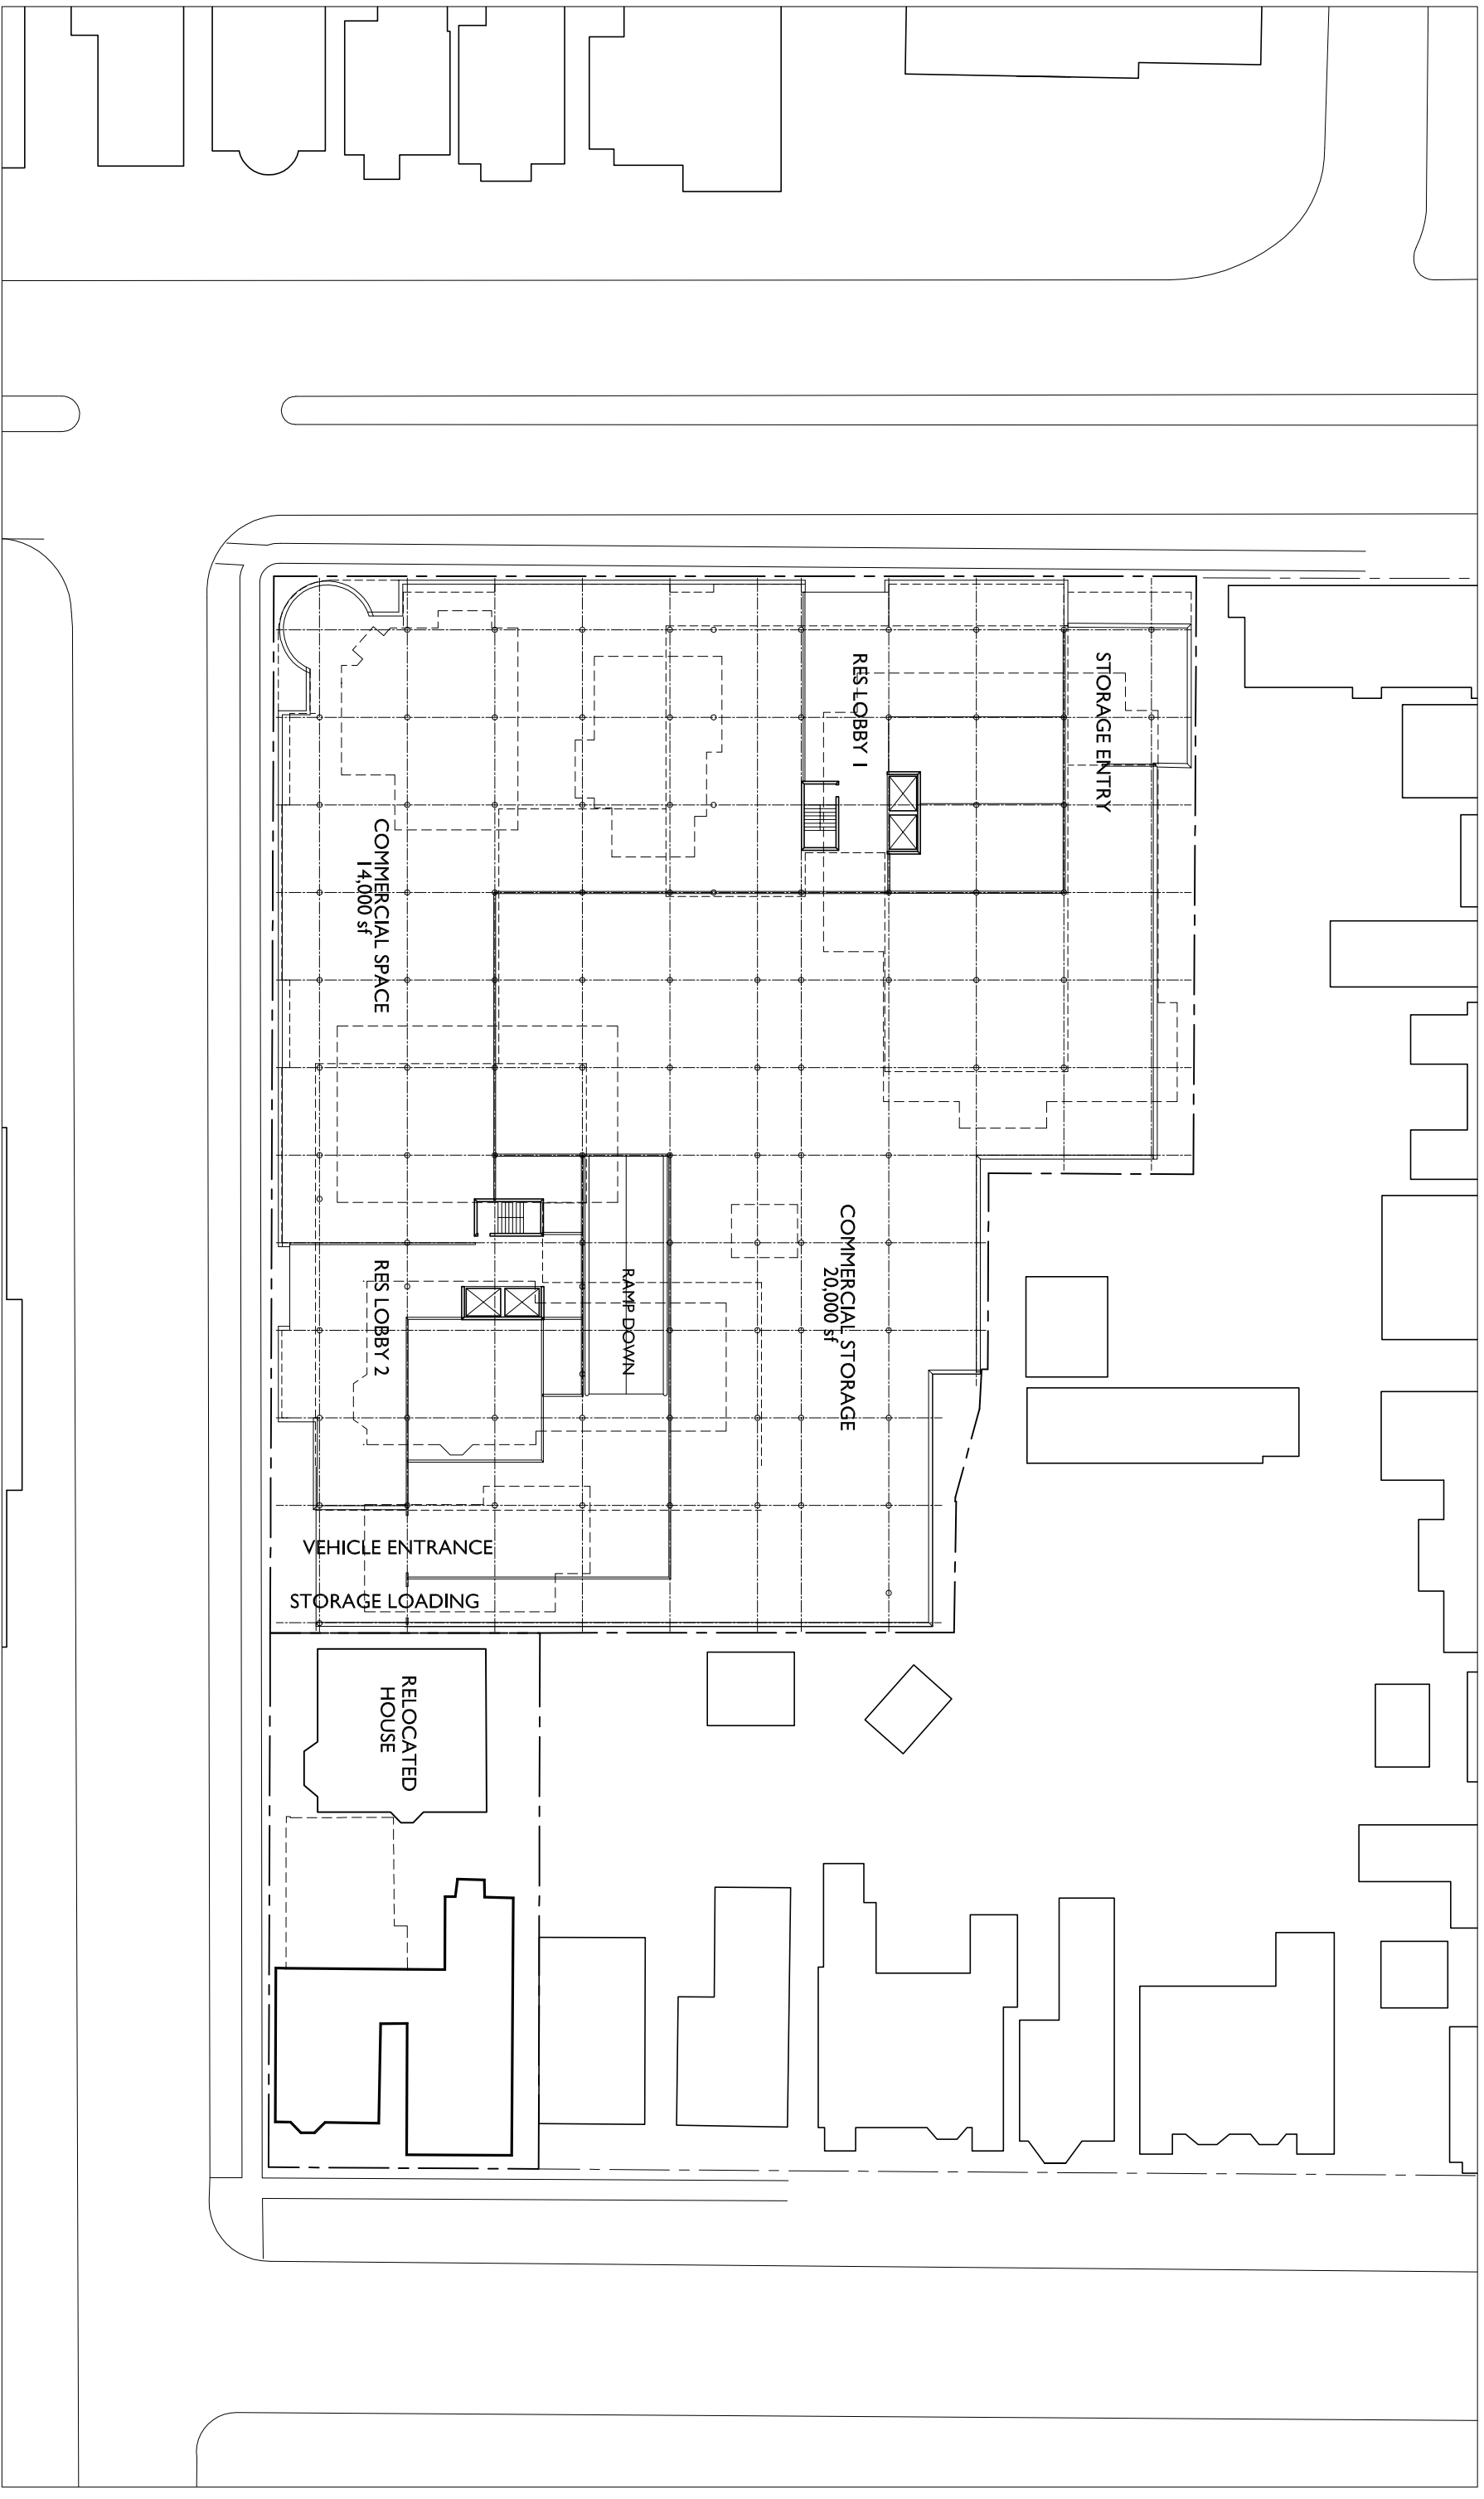 STORAGE ENTRY
RES LOBBY 1
COMMERCIAL SPACE
14,000 sf
COMMERCIAL STORAGE
20,000 sf
RAMP DOWN
RES LOBBY 2
VEHICLE ENTRANCE
STORAGE LOADING
RELOCATED
HOUSE